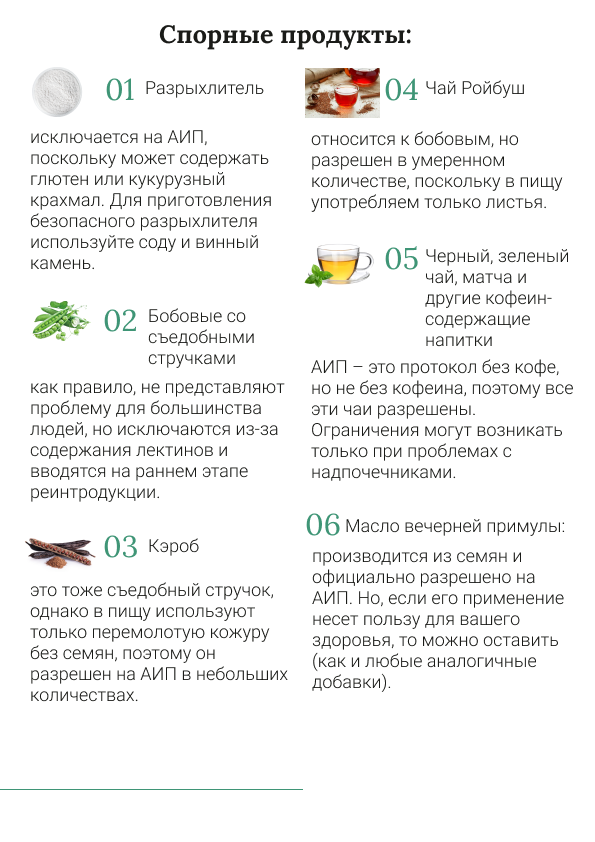 Спорные продукты:
01 Разрыхлитель
исключается на АИП,
поскольку может содержать
глютен или кукурузный
крахмал. Для приготовления
безопасного разрыхлителя
используйте соду и винный
камень.
02 Бобовые со
съедобными
стручками
как правило, не представляют
проблему для большинства
людей, но исключаются из-за
содержания лектинов и
вводятся на раннем этапе
реинтродукции.
03 Кэроб
это тоже съедобный стручок,
однако в пищу используют
только перемолотую кожуру
без семян, поэтому он
разрешен на АИП в небольших
количествах.
04 Чай Ройбуш
относится к бобовым, но
разрешен в умеренном
количестве, поскольку в пищу
употребляем только листья.
05 Черный, зеленый
чай, матча и
другие кофеин-
содержащие
напитки
АИП – это протокол без кофе,
но не без кофеина, поэтому все
эти чаи разрешены.
Ограничения могут возникать
только при проблемах с
надпочечниками.
06 Масло вечерней примулы:
производится из семян и
официально разрешено на
АИП. Но, если его применение
несет пользу для вашего
здоровья, то можно оставить
(как и любые аналогичные
добавки).